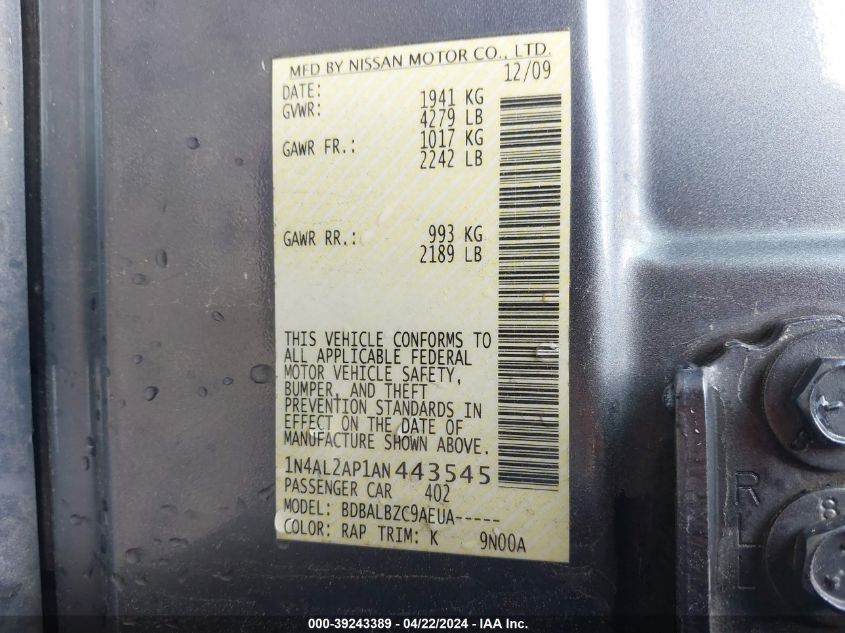 MFD BY NISSAN MOTOR CO., LTD.
DATE: 12/09
GVWR: 1941 KG
4279 LB
GAWR FR.: 1017 KG
2242 LB
GAWR RR.: 993 KG
2189 LB
THIS VEHICLE CONFORMS TO
ALL APPLICABLE FEDERAL
MOTOR VEHICLE SAFETY,
BUMPER, AND THEFT
PREVENTION STANDARDS IN
EFFECT ON THE DATE OF
MANUFACTURE SHOWN ABOVE.
1N4AL2AP1AN443545
PASSENGER CAR 402
MODEL: BDBALBZC9AEUA-----
COLOR: RAP TRIM: K 9N00A
R
L
8
000-39243389 - 04/22/2024 - IAA Inc.